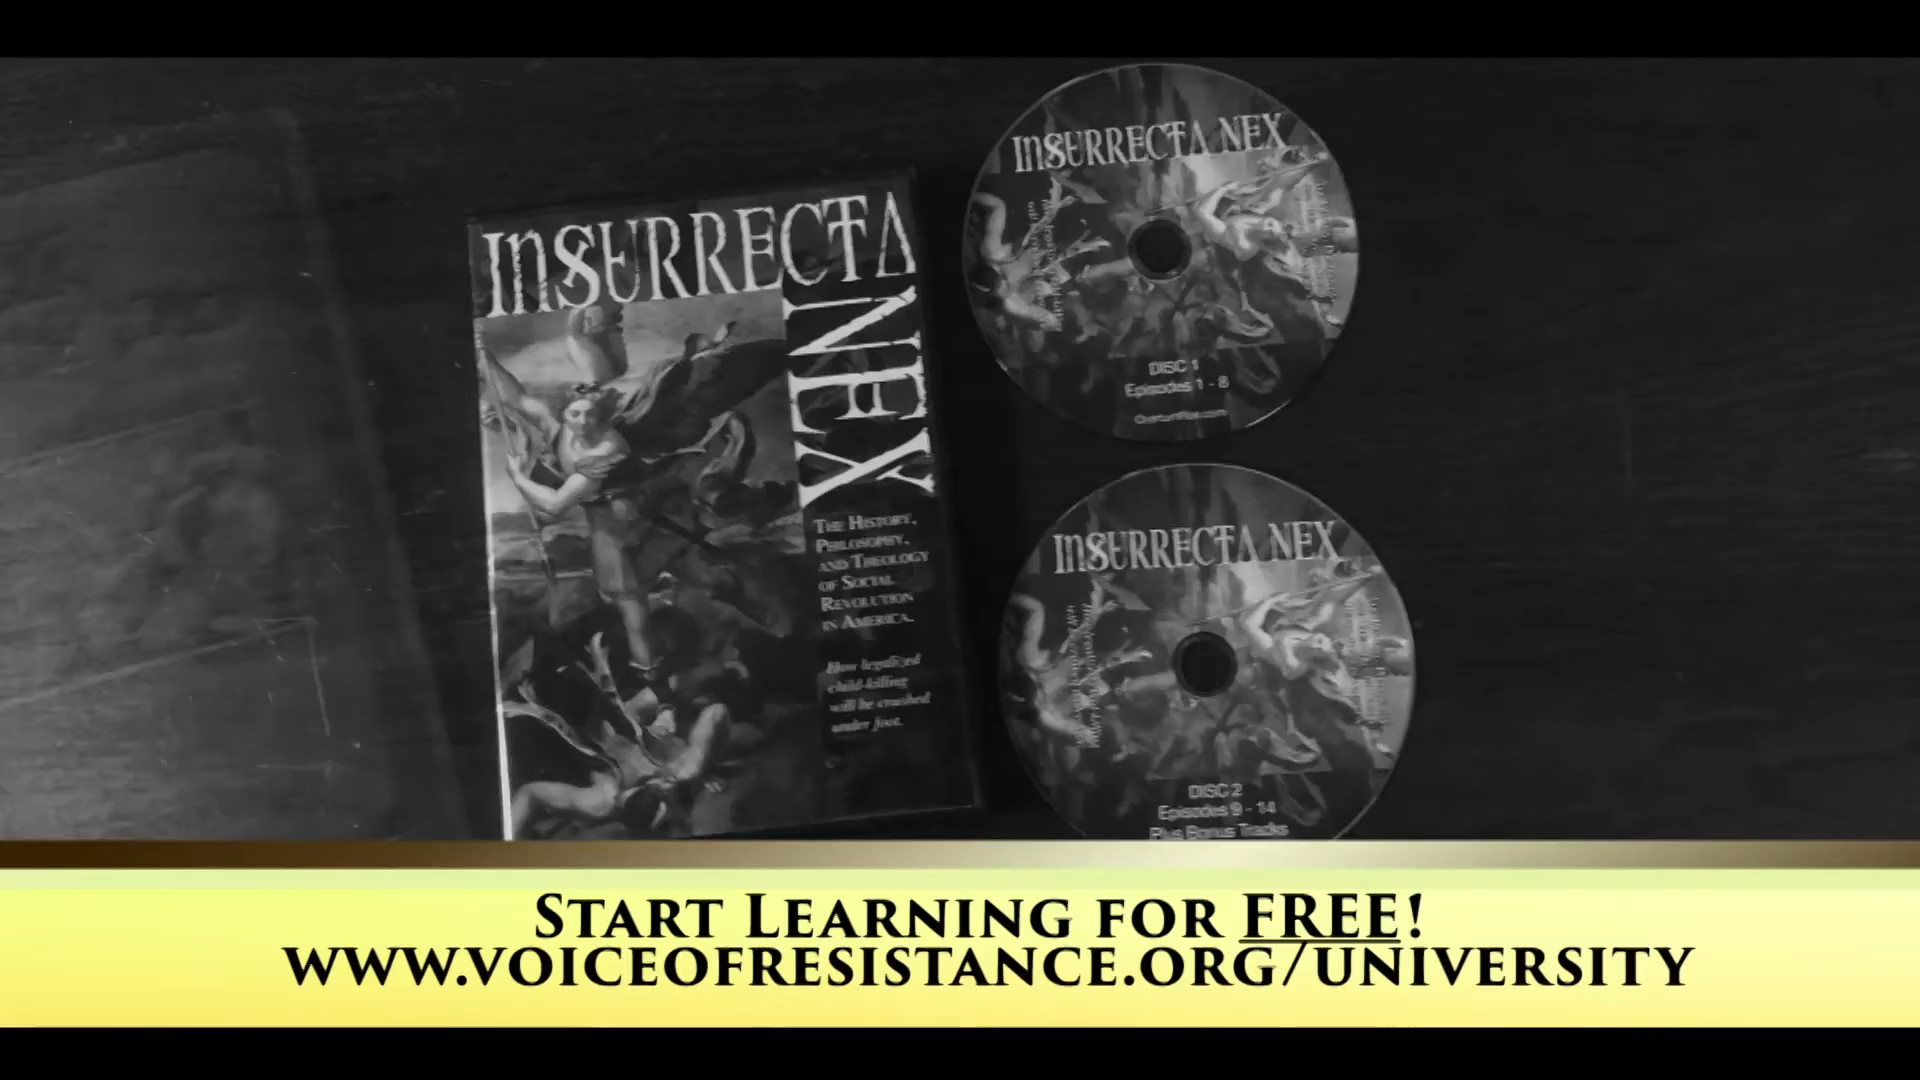 INSURRECTA
NEX
THE HISTORY,
PHILOSOPHY,
AND THEOLOGY
OF SOCIAL
REVOLUTION
IN AMERICA.
How legalized
child-killing
will be crushed
under foot.
INSURRECTA NEX
DISC 1
Episodes 1 - 8
INSURRECTA NEX
DISC 2
Episodes 9 - 14
Plus Bonus Tracks
START LEARNING FOR FREE!
WWW.VOICEOFRESISTANCE.ORG/UNIVERSITY